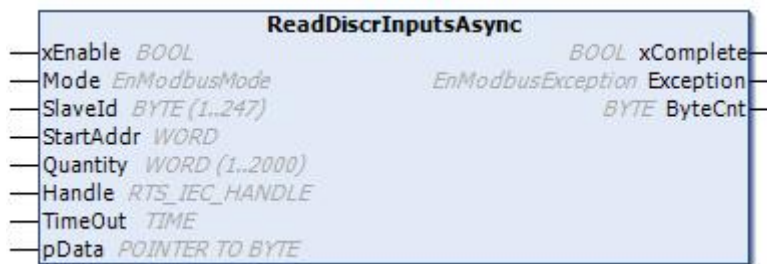 ReadDiscrInputsAsync
xEnable BOOL BOOL xComplete
Mode EnModbusMode EnModbusException Exception
SlaveId BYTE (1..247) BYTE ByteCnt
StartAddr WORD
Quantity WORD (1..2000)
Handle RTS_IEC_HANDLE
TimeOut TIME
pData POINTER TO BYTE